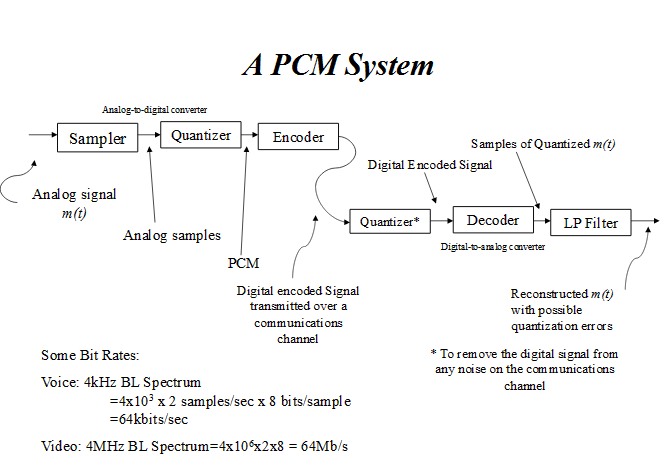 A PCM System
Analog-to-digital converter
Sampler
Quantizer
Encoder
Samples of Quantized m(t)
Digital Encoded Signal
Analog signal
m(t)
Analog samples
PCM
Quantizer*
Decoder
LP Filter
Digital-to-analog converter
Digital encoded Signal
transmitted over a
communications
channel
Reconstructed m(t)
with possible
quantization errors
Some Bit Rates:
* To remove the digital signal from
any noise on the communications
channel
Voice: 4kHz BL Spectrum
=4x10³ x 2 samples/sec x 8 bits/sample
=64kbits/sec
Video: 4MHz BL Spectrum=4x10⁶x2x8 = 64Mb/s